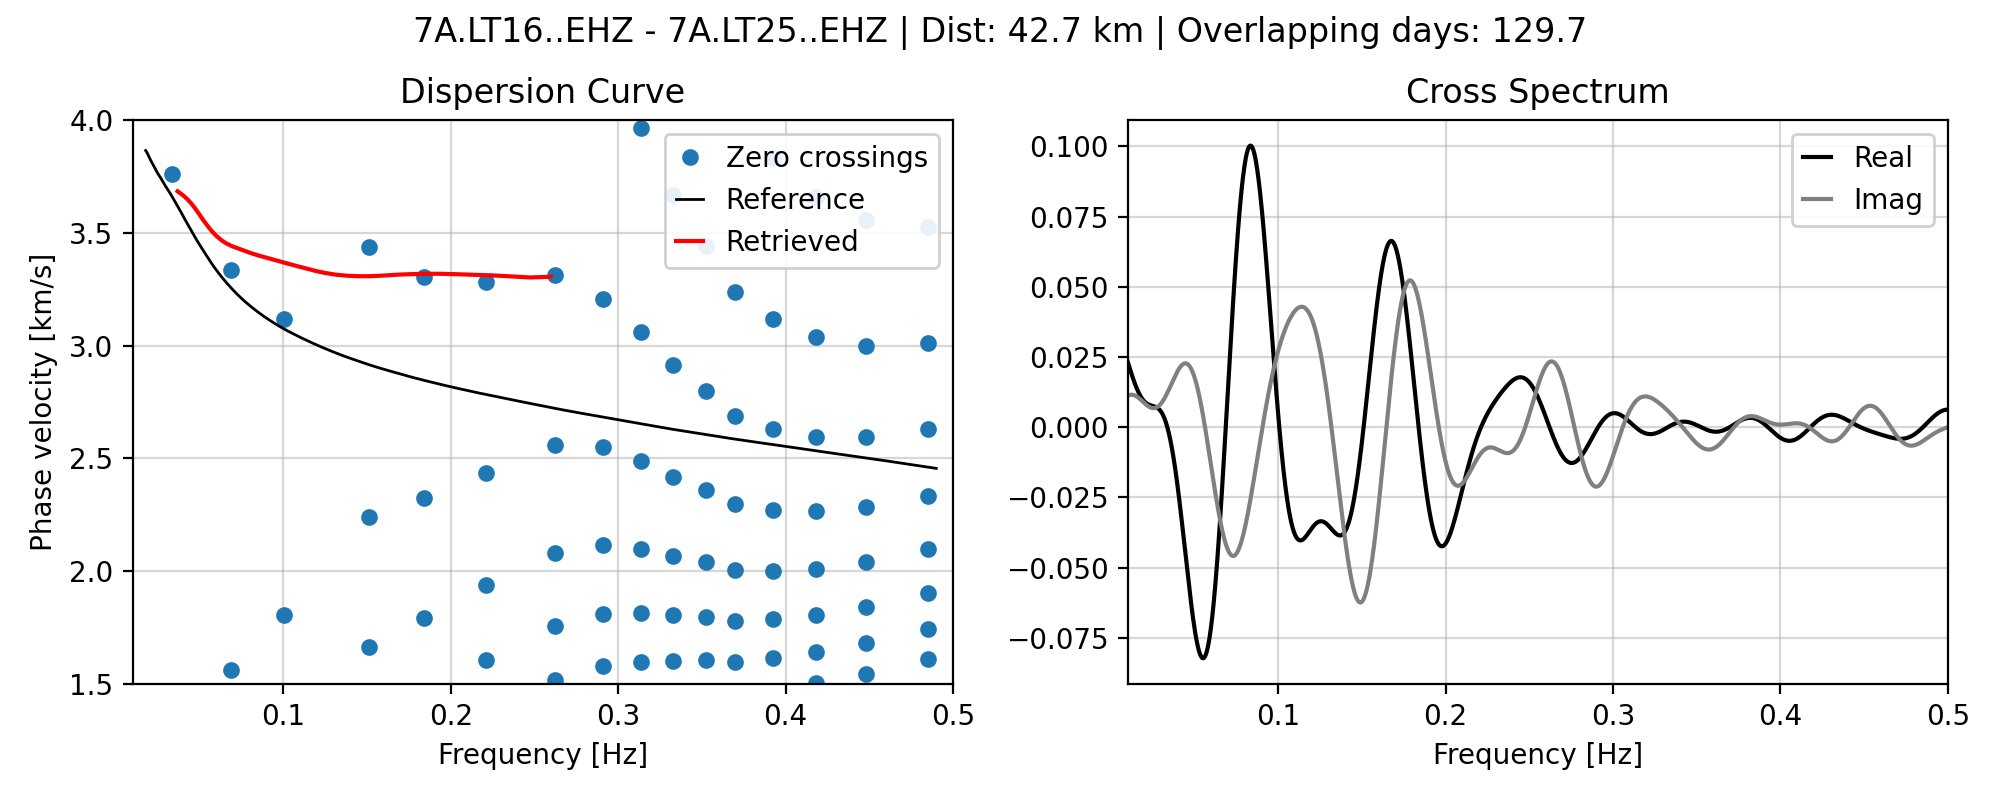 7A.LT16..EHZ - 7A.LT25..EHZ | Dist: 42.7 km | Overlapping days: 129.7
Dispersion Curve
4.0
3.5
3.0
2.5
2.0
1.5
Phase velocity [km/s]
0.1 0.2 0.3 0.4 0.5
Frequency [Hz]
Zero crossings
Reference
Retrieved
Cross Spectrum
0.100
0.075
0.050
0.025
0.000
−0.025
−0.050
−0.075
0.1 0.2 0.3 0.4 0.5
Frequency [Hz]
Real
Imag